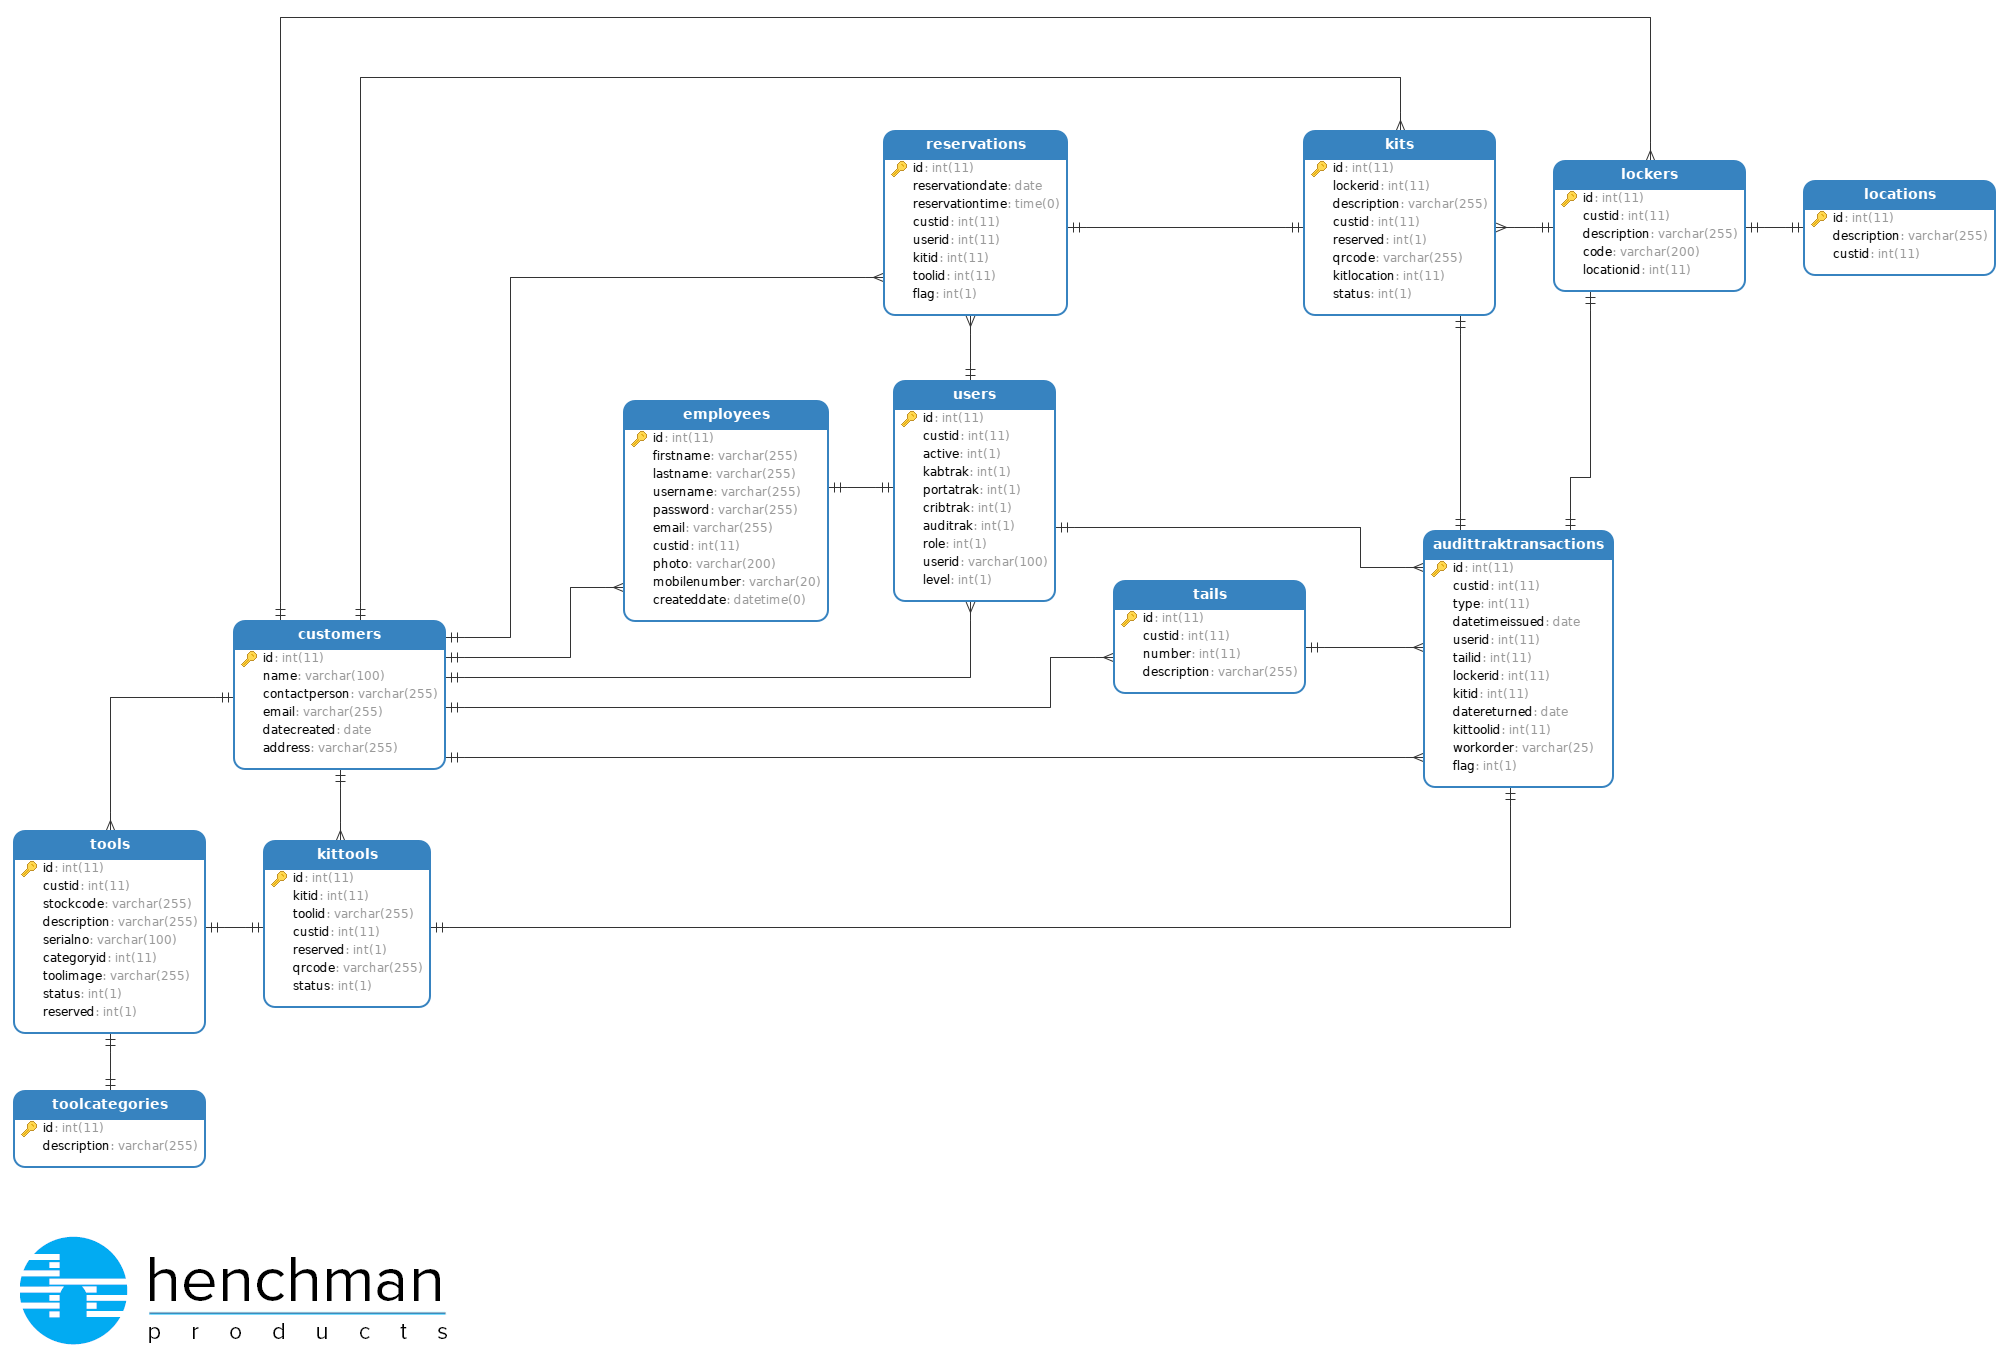 reservations
id: int(11)
reservationdate: date
reservationtime: time(0)
custid: int(11)
userid: int(11)
kitid: int(11)
toolid: int(11)
flag: int(1)
kits
id: int(11)
lockerid: int(11)
description: varchar(255)
custid: int(11)
reserved: int(1)
qrcode: varchar(255)
kitlocation: int(11)
status: int(1)
lockers
id: int(11)
custid: int(11)
description: varchar(255)
code: varchar(200)
locationid: int(11)
locations
id: int(11)
description: varchar(255)
custid: int(11)
employees
id: int(11)
firstname: varchar(255)
lastname: varchar(255)
username: varchar(255)
password: varchar(255)
email: varchar(255)
custid: int(11)
photo: varchar(200)
mobilenumber: varchar(20)
createddate: datetime(0)
users
id: int(11)
custid: int(11)
active: int(1)
kabtrak: int(1)
portatrak: int(1)
cribtrak: int(1)
auditrak: int(1)
role: int(1)
userid: varchar(100)
level: int(1)
tails
id: int(11)
custid: int(11)
number: int(11)
description: varchar(255)
audittraktransactions
id: int(11)
custid: int(11)
type: int(11)
datetimeissued: date
userid: int(11)
tailid: int(11)
lockerid: int(11)
kitid: int(11)
datereturned: date
kittoolid: int(11)
workorder: varchar(25)
flag: int(1)
customers
id: int(11)
name: varchar(100)
contactperson: varchar(255)
email: varchar(255)
datecreated: date
address: varchar(255)
tools
id: int(11)
custid: int(11)
stockcode: varchar(255)
description: varchar(255)
serialno: varchar(100)
categoryid: int(11)
toolimage: varchar(255)
status: int(1)
reserved: int(1)
kittools
id: int(11)
kitid: int(11)
toolid: varchar(255)
custid: int(11)
reserved: int(1)
qrcode: varchar(255)
status: int(1)
toolcategories
id: int(11)
description: varchar(255)
henchman
products